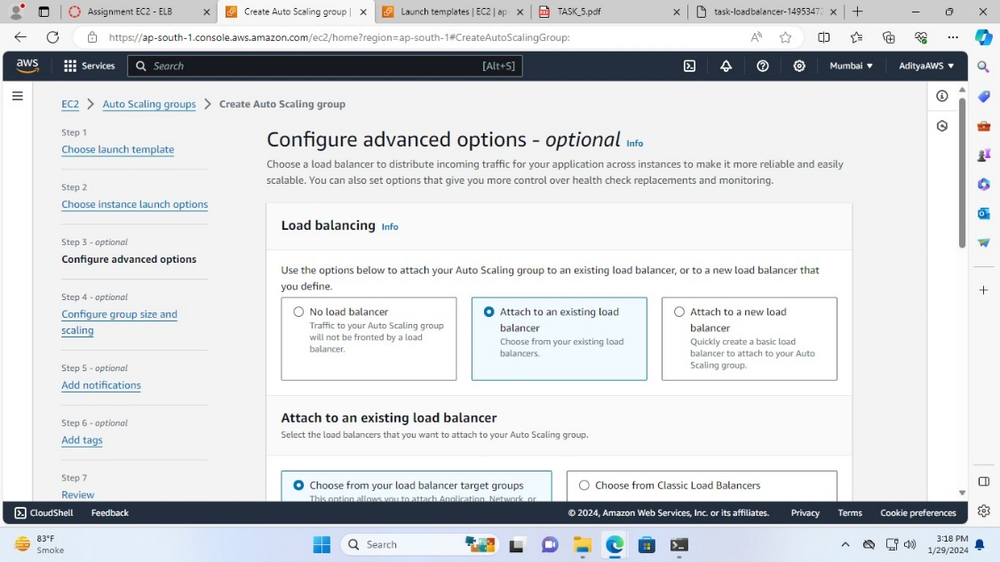 Assignment EC2 - ELB
Create Auto Scaling group |
Launch templates | EC2 | ap-
TASK_5.pdf
task-loadbalancer-1495347
https://ap-south-1.console.aws.amazon.com/ec2/home?region=ap-south-1#CreateAutoScalingGroup:
aws
Services
Search
[Alt+S]
Mumbai
AdityaAWS
EC2 > Auto Scaling groups > Create Auto Scaling group
Step 1
Choose launch template
Step 2
Choose instance launch options
Step 3 - optional
Configure advanced options
Step 4 - optional
Configure group size and
scaling
Step 5 - optional
Add notifications
Step 6 - optional
Add tags
Step 7
Review
Configure advanced options - optional Info
Choose a load balancer to distribute incoming traffic for your application across instances to make it more reliable and easily
scalable. You can also set options that give you more control over health check replacements and monitoring.
Load balancing Info
Use the options below to attach your Auto Scaling group to an existing load balancer, or to a new load balancer that
you define.
No load balancer
Traffic to your Auto Scaling group
will not be fronted by a load
balancer.
Attach to an existing load
balancer
Choose from your existing load
balancers.
Attach to a new load
balancer
Quickly create a basic load
balancer to attach to your Auto
Scaling group.
Attach to an existing load balancer
Select the load balancers that you want to attach to your Auto Scaling group.
Choose from your load balancer target groups
This option allows you to attach Application, Network, or
Choose from Classic Load Balancers
CloudShell
Feedback
© 2024, Amazon Web Services, Inc. or its affiliates.
Privacy
Terms
Cookie preferences
83°F
Smoke
Search
3:18 PM
1/29/2024